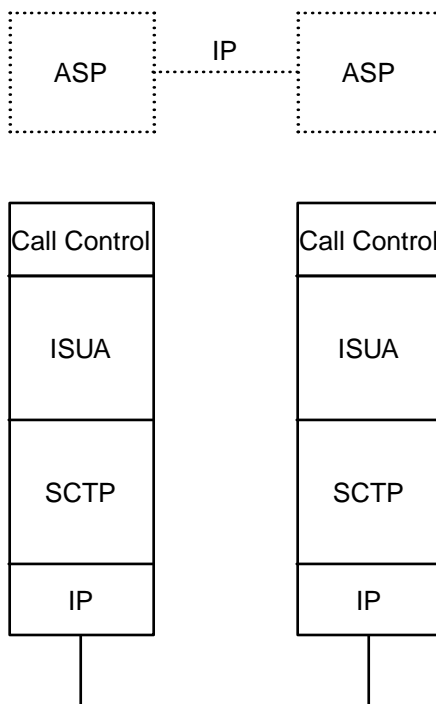 IP
ASP ASP
Call Control Call Control
ISUA ISUA
SCTP SCTP
IP IP